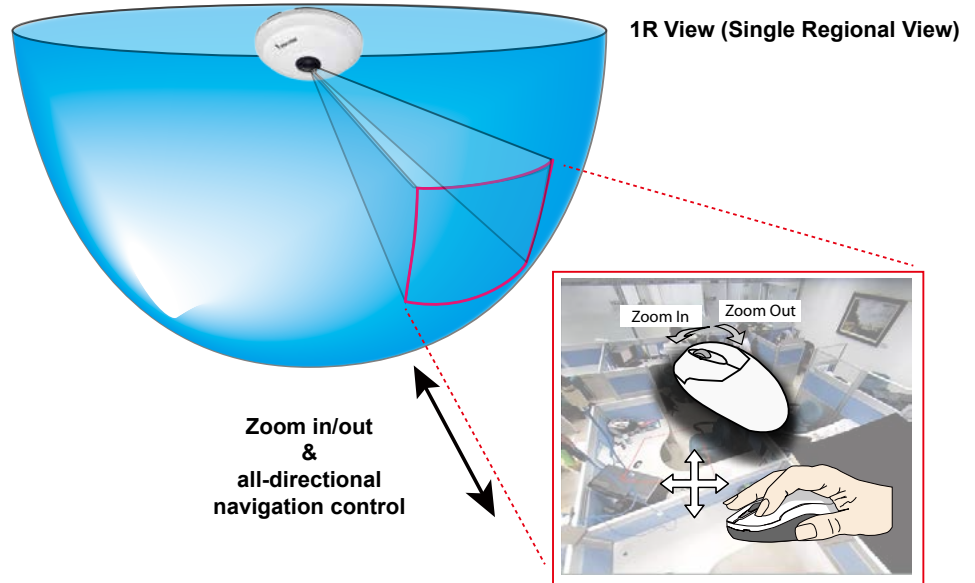 1R View (Single Regional View)
Zoom In
Zoom Out
Zoom in/out
&
all-directional
navigation control